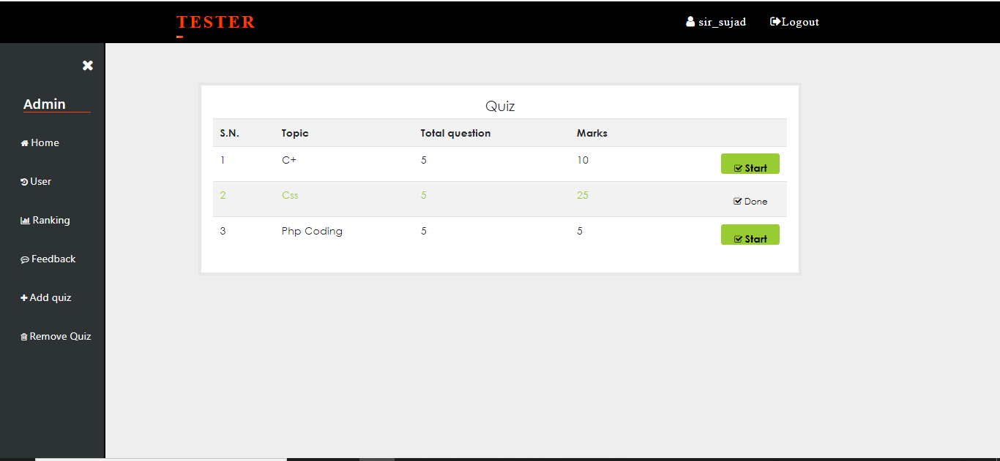 TESTER
sir_sujad Logout
Admin
Home
User
Ranking
Feedback
Add quiz
Remove Quiz
Quiz
S.N. Topic Total question Marks
1 C+ 5 10 Start
2 Css 5 25 Done
3 Php Coding 5 5 Start